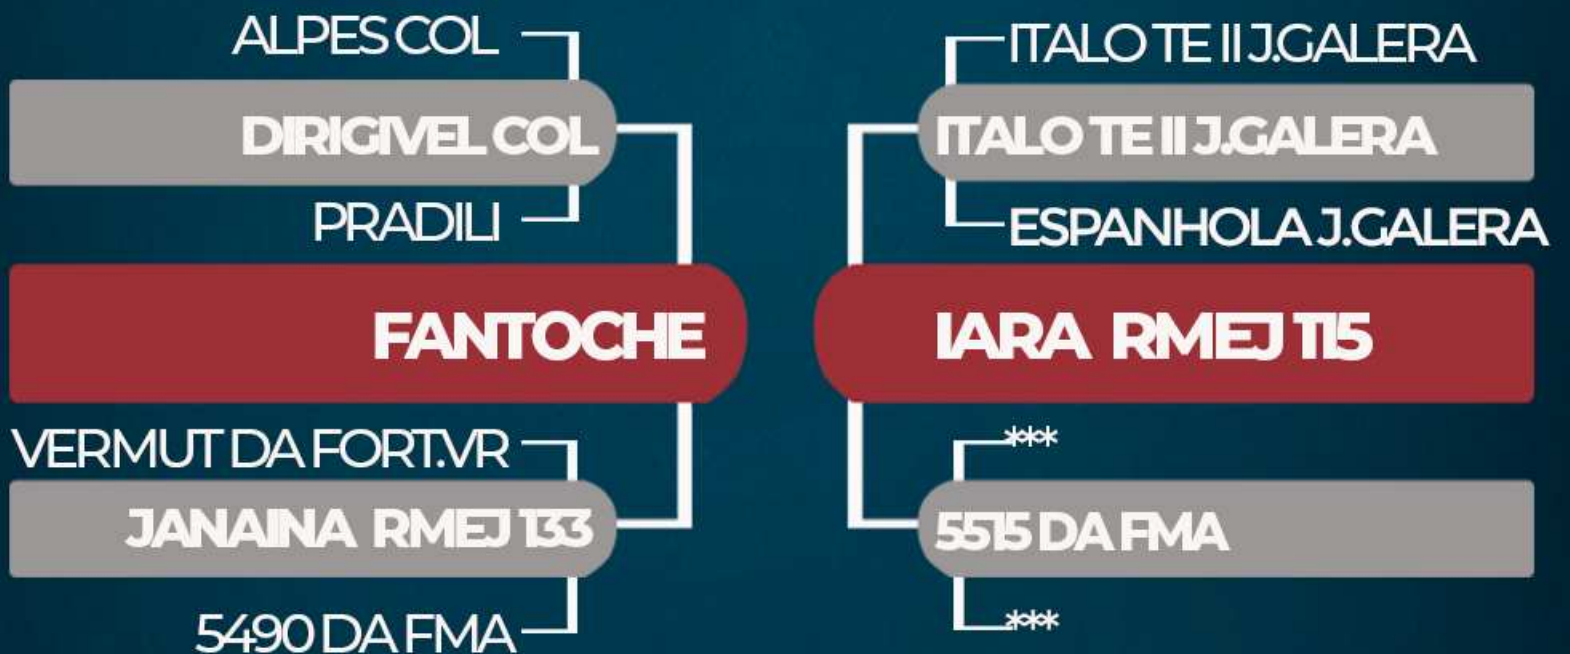 ALPES COL
DIRIGIVEL COL
PRADILI
FANTOCHE
VERMUT DA FORT.VR
JANAINA RMEJ 133
5490 DA FMA
ITALO TE II J.GALERA
ITALO TE II J.GALERA
ESPANHOLA J.GALERA
IARA RMEJ 115
***
5515 DA FMA
***